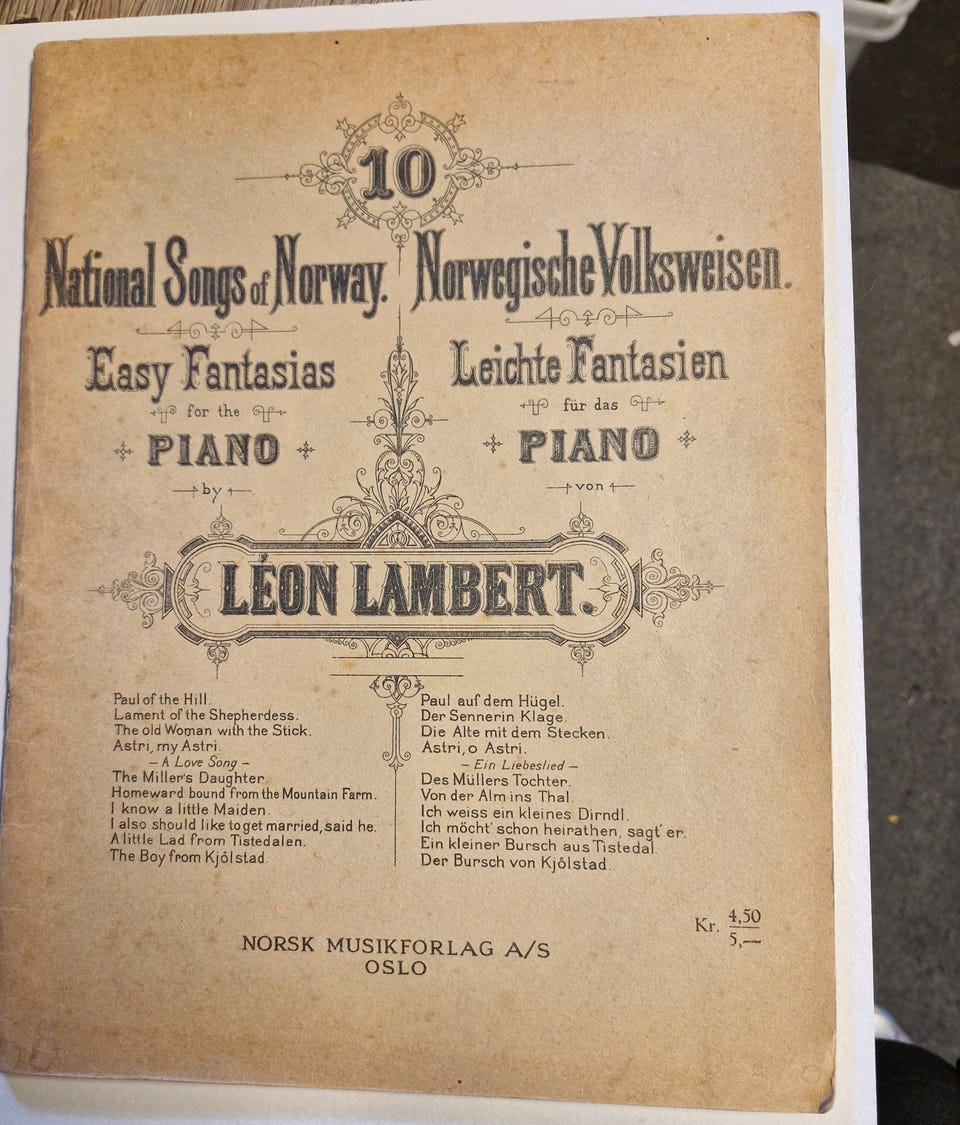 10
National Songs of Norway.
Easy Fantasias
for the
PIANO
by
Norwegische Volksweisen.
Leichte Fantasien
für das
PIANO
von
LÉON LAMBERT.
Paul of the Hill.
Lament of the Shepherdess.
The old Woman with the Stick.
Astri, my Astri.
– A Love Song –
The Miller's Daughter.
Homeward bound from the Mountain Farm.
I know a little Maiden.
I also should like to get married, said he.
A little Lad from Tistedalen.
The Boy from Kjólstad.
Paul auf dem Hügel.
Der Sennerin Klage.
Die Alte mit dem Stecken.
Astri, o Astri.
– Ein Liebeslied –
Des Müllers Tochter.
Von der Alm ins Thal.
Ich weiss ein kleines Dirndl.
Ich möcht' schon heirathen, sagt' er.
Ein kleiner Bursch aus Tistedal.
Der Bursch von Kjólstad.
Kr. 4,50
5,—
NORSK MUSIKFORLAG A/S
OSLO